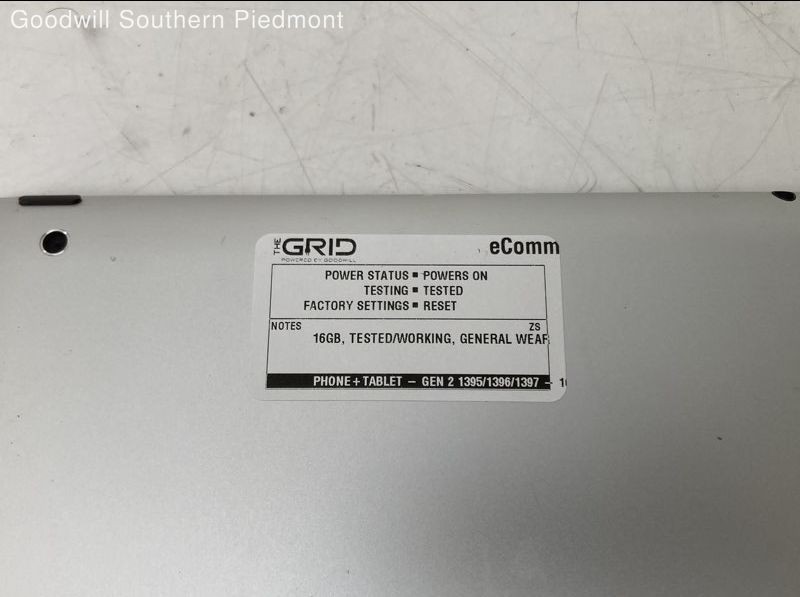 Goodwill Southern Piedmont
THE GRID eComm
POWERED BY GOODWILL
POWER STATUS ▪ POWERS ON
TESTING ▪ TESTED
FACTORY SETTINGS ▪ RESET
NOTES ZS
16GB, TESTED/WORKING, GENERAL WEAR
PHONE + TABLET – GEN 2 1395/1396/1397 –